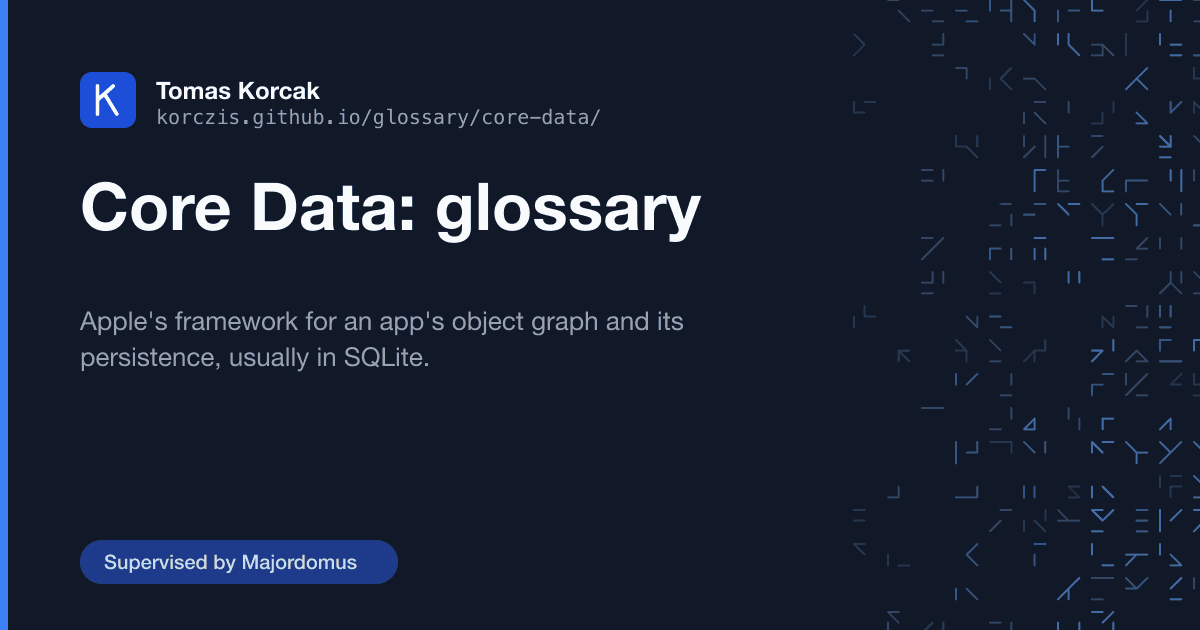 K
Tomas Korcak
korczis.github.io/glossary/core-data/
Core Data: glossary
Apple's framework for an app's object graph and its
persistence, usually in SQLite.
Supervised by Majordomus